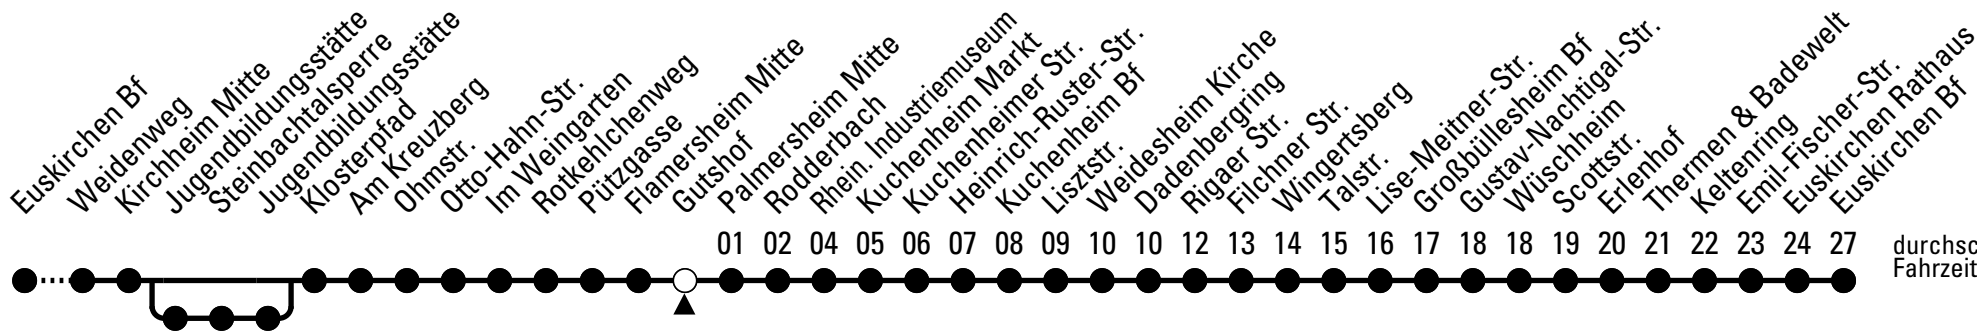 Euskirchen Bf
Weidenweg
Kirchheim Mitte
Jugendbildungsstätte
Steinbachtalsperre
Jugendbildungsstätte
Klosterpfad
Am Kreuzberg
Ohmstr.
Otto-Hahn-Str.
Im Weingarten
Rotkehlchenweg
Pützgasse
Flamersheim Mitte
Gutshof
Palmersheim Mitte
Rodderbach
Rhein. Industriemuseum
Kuchenheim Markt
Kuchenheimer Str.
Heinrich-Ruster-Str.
Kuchenheim Bf
Lisztstr.
Weidesheim Kirche
Dadenbergring
Rigaer Str.
Filchner Str.
Wingertsberg
Talstr.
Lise-Meitner-Str.
Großbüllesheim Bf
Gustav-Nachtigal-Str.
Wüschheim
Scottstr.
Erlenhof
Thermen & Badewelt
Keltenring
Emil-Fischer-Str.
Euskirchen Rathaus
Euskirchen Bf
01 02 04 05 06 07 08 09 10 10 12 13 14 15 16 17 18 18 19 20 21 22 23 24 27
durchsc
Fahrzeit